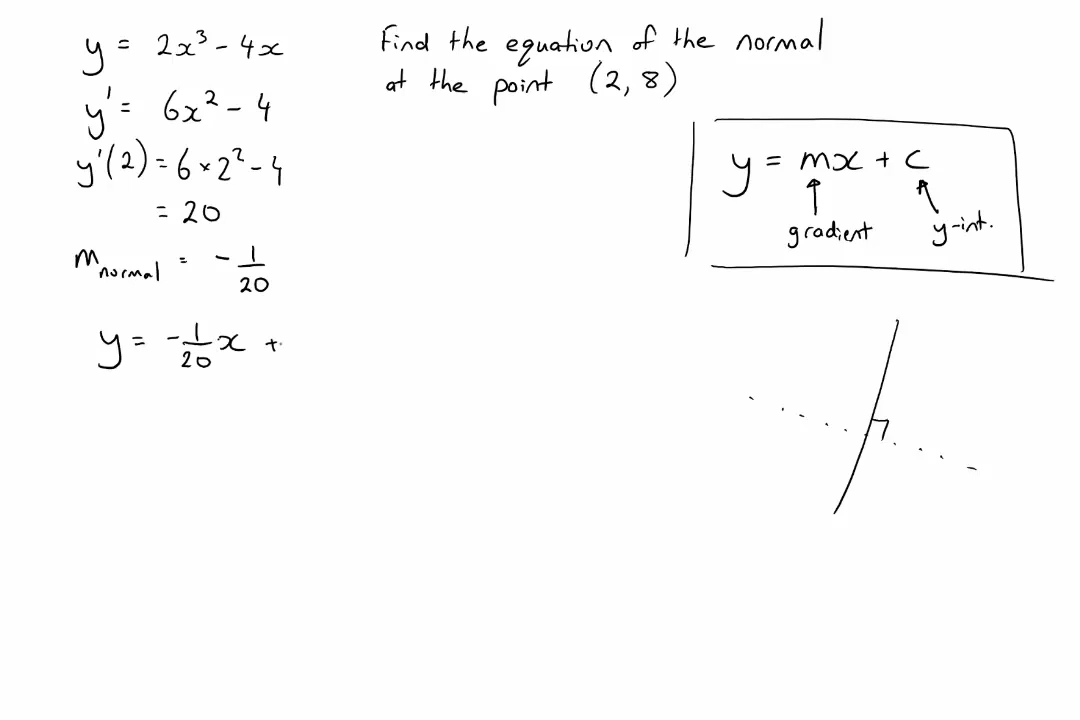 y = 2x³ - 4x
y' = 6x² - 4
y'(2) = 6 × 2² - 4
= 20
m normal = - 1/20
y = - 1/20 x +
Find the equation of the normal
at the point (2, 8)
y = mx + c
gradient y-int.